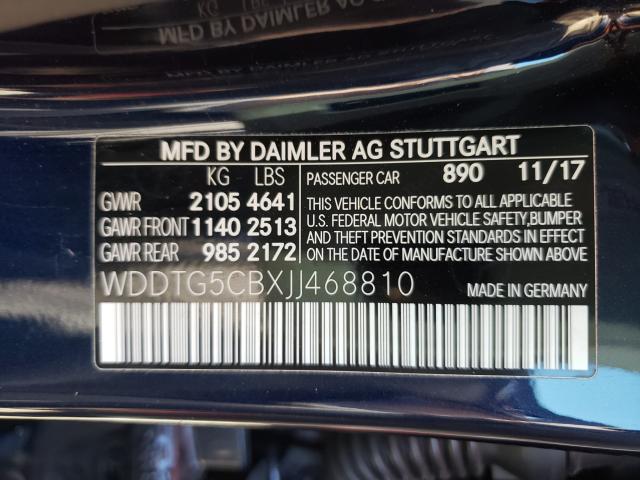 MFD BY DAIMLER AG STUTTGART
KG LBS
GVWR 2105 4641
GAWR FRONT 1140 2513
GAWR REAR 985 2172
PASSENGER CAR 890 11/17
THIS VEHICLE CONFORMS TO ALL APPLICABLE
U.S. FEDERAL MOTOR VEHICLE SAFETY, BUMPER
AND THEFT PREVENTION STANDARDS IN EFFECT
ON THE DATE OF MANUFACTURE SHOWN ABOVE.
WDDTG5CBXJJ468810 MADE IN GERMANY